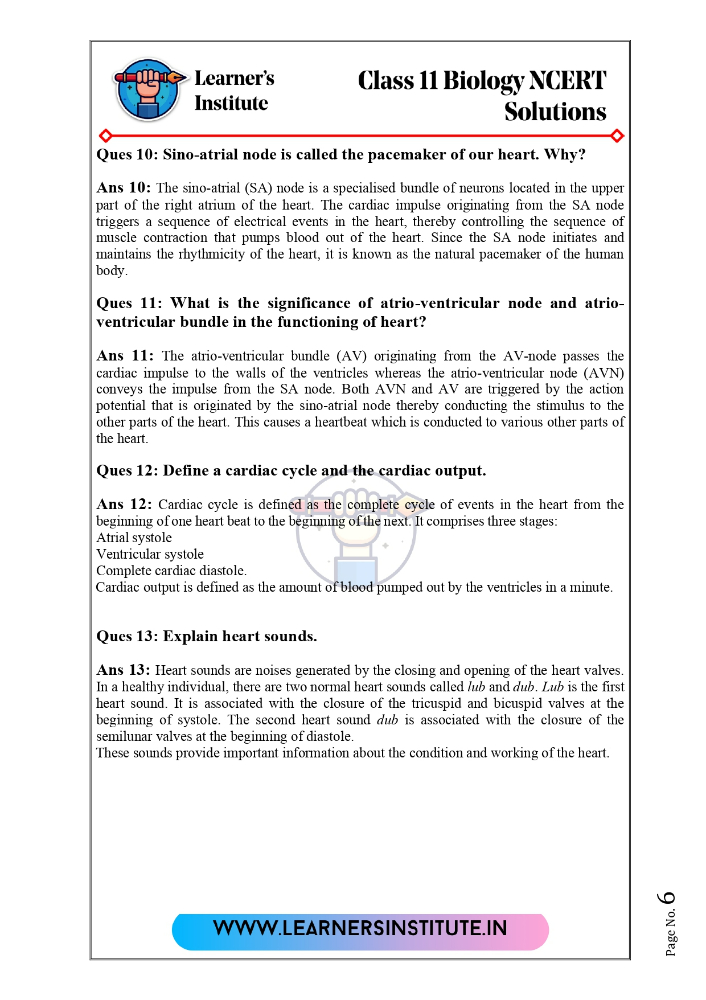 Learner's
Institute
Class 11 Biology NCERT
Solutions
Ques 10: Sino-atrial node is called the pacemaker of our heart. Why?
Ans 10: The sino-atrial (SA) node is a specialised bundle of neurons located in the upper
part of the right atrium of the heart. The cardiac impulse originating from the SA node
triggers a sequence of electrical events in the heart, thereby controlling the sequence of
muscle contraction that pumps blood out of the heart. Since the SA node initiates and
maintains the rhythmicity of the heart, it is known as the natural pacemaker of the human
body.
Ques 11: What is the significance of atrio-ventricular node and atrio-
ventricular bundle in the functioning of heart?
Ans 11: The atrio-ventricular bundle (AV) originating from the AV-node passes the
cardiac impulse to the walls of the ventricles whereas the atrio-ventricular node (AVN)
conveys the impulse from the SA node. Both AVN and AV are triggered by the action
potential that is originated by the sino-atrial node thereby conducting the stimulus to the
other parts of the heart. This causes a heartbeat which is conducted to various other parts of
the heart.
Ques 12: Define a cardiac cycle and the cardiac output.
Ans 12: Cardiac cycle is defined as the complete cycle of events in the heart from the
beginning of one heart beat to the beginning of the next. It comprises three stages:
Atrial systole
Ventricular systole
Complete cardiac diastole.
Cardiac output is defined as the amount of blood pumped out by the ventricles in a minute.
Ques 13: Explain heart sounds.
Ans 13: Heart sounds are noises generated by the closing and opening of the heart valves.
In a healthy individual, there are two normal heart sounds called lub and dub. Lub is the first
heart sound. It is associated with the closure of the tricuspid and bicuspid valves at the
beginning of systole. The second heart sound dub is associated with the closure of the
semilunar valves at the beginning of diastole.
These sounds provide important information about the condition and working of the heart.
WWW.LEARNERSINSTITUTE.IN
Page No. 6